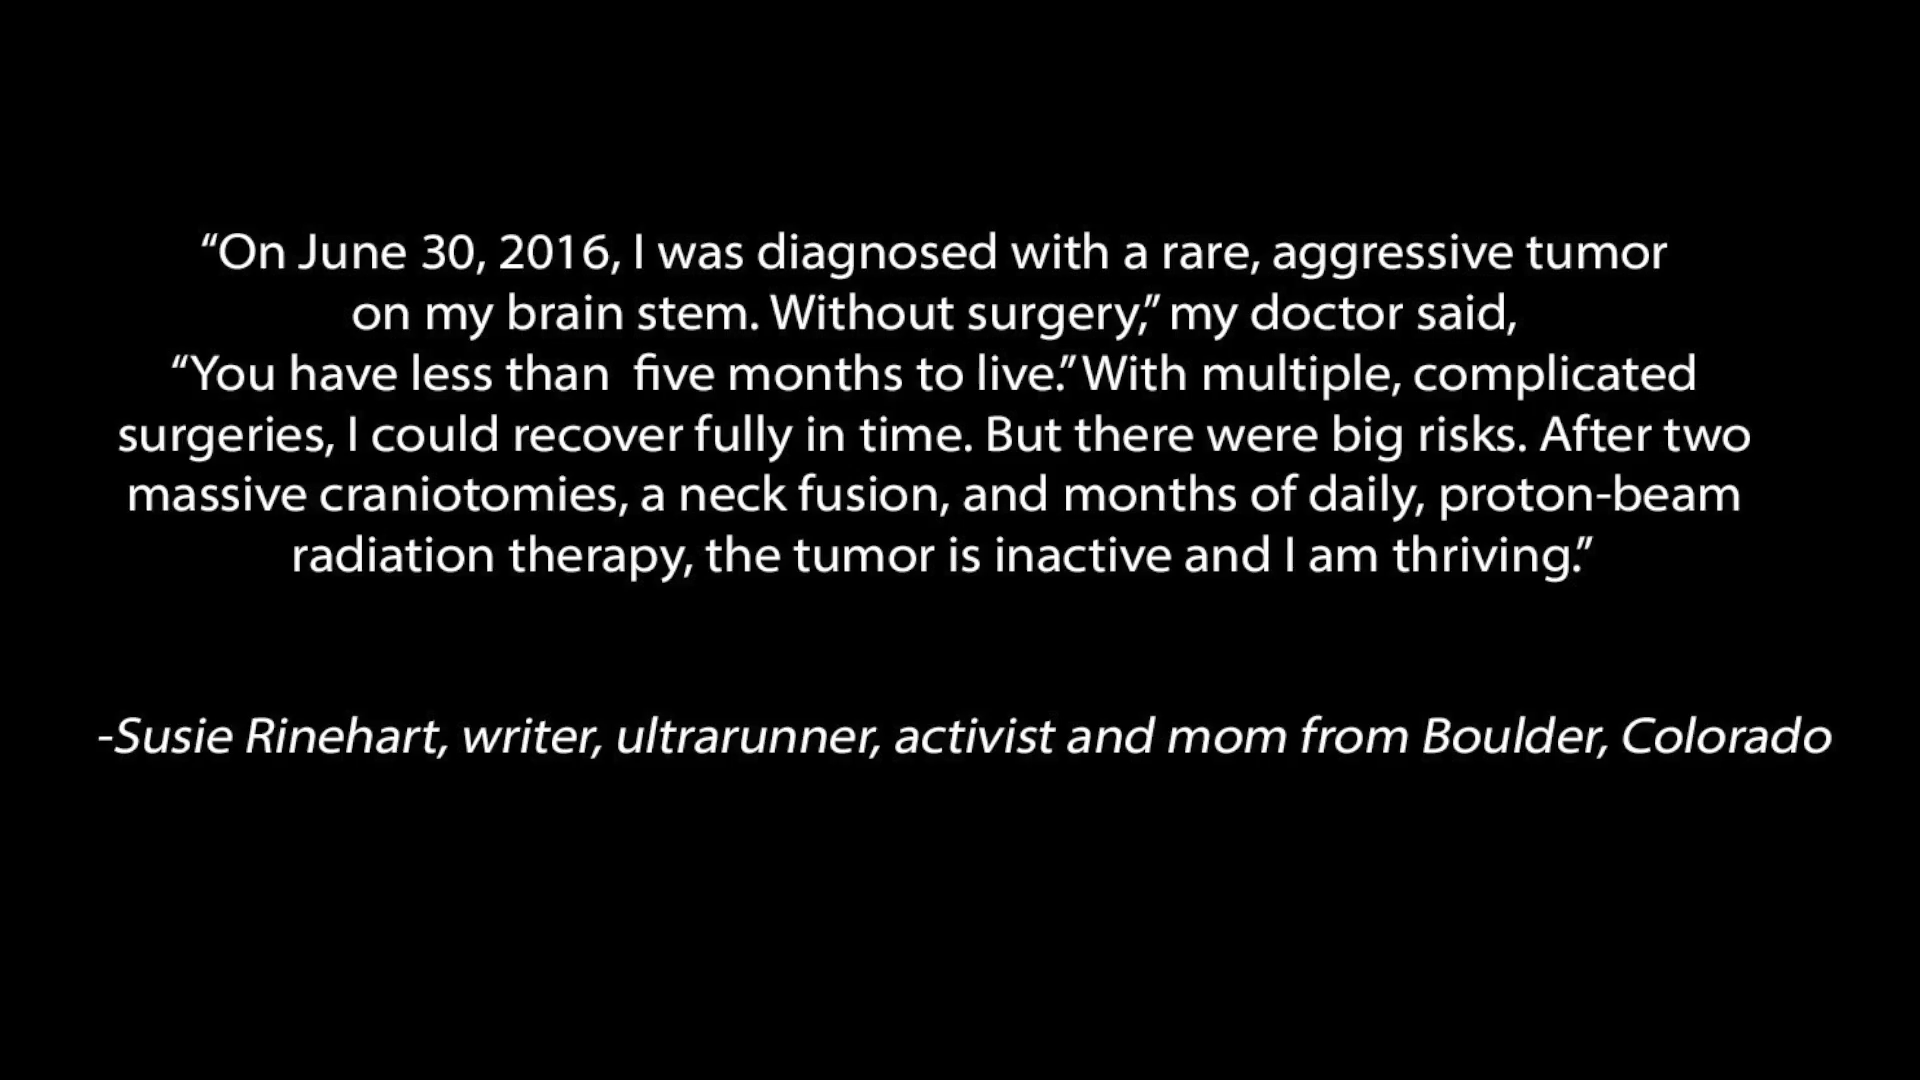 “On June 30, 2016, I was diagnosed with a rare, aggressive tumor
on my brain stem. Without surgery,” my doctor said,
“You have less than  five months to live.” With multiple, complicated
surgeries, I could recover fully in time. But there were big risks. After two
massive craniotomies, a neck fusion, and months of daily, proton-beam
radiation therapy, the tumor is inactive and I am thriving.”
-Susie Rinehart, writer, ultrarunner, activist and mom from Boulder, Colorado